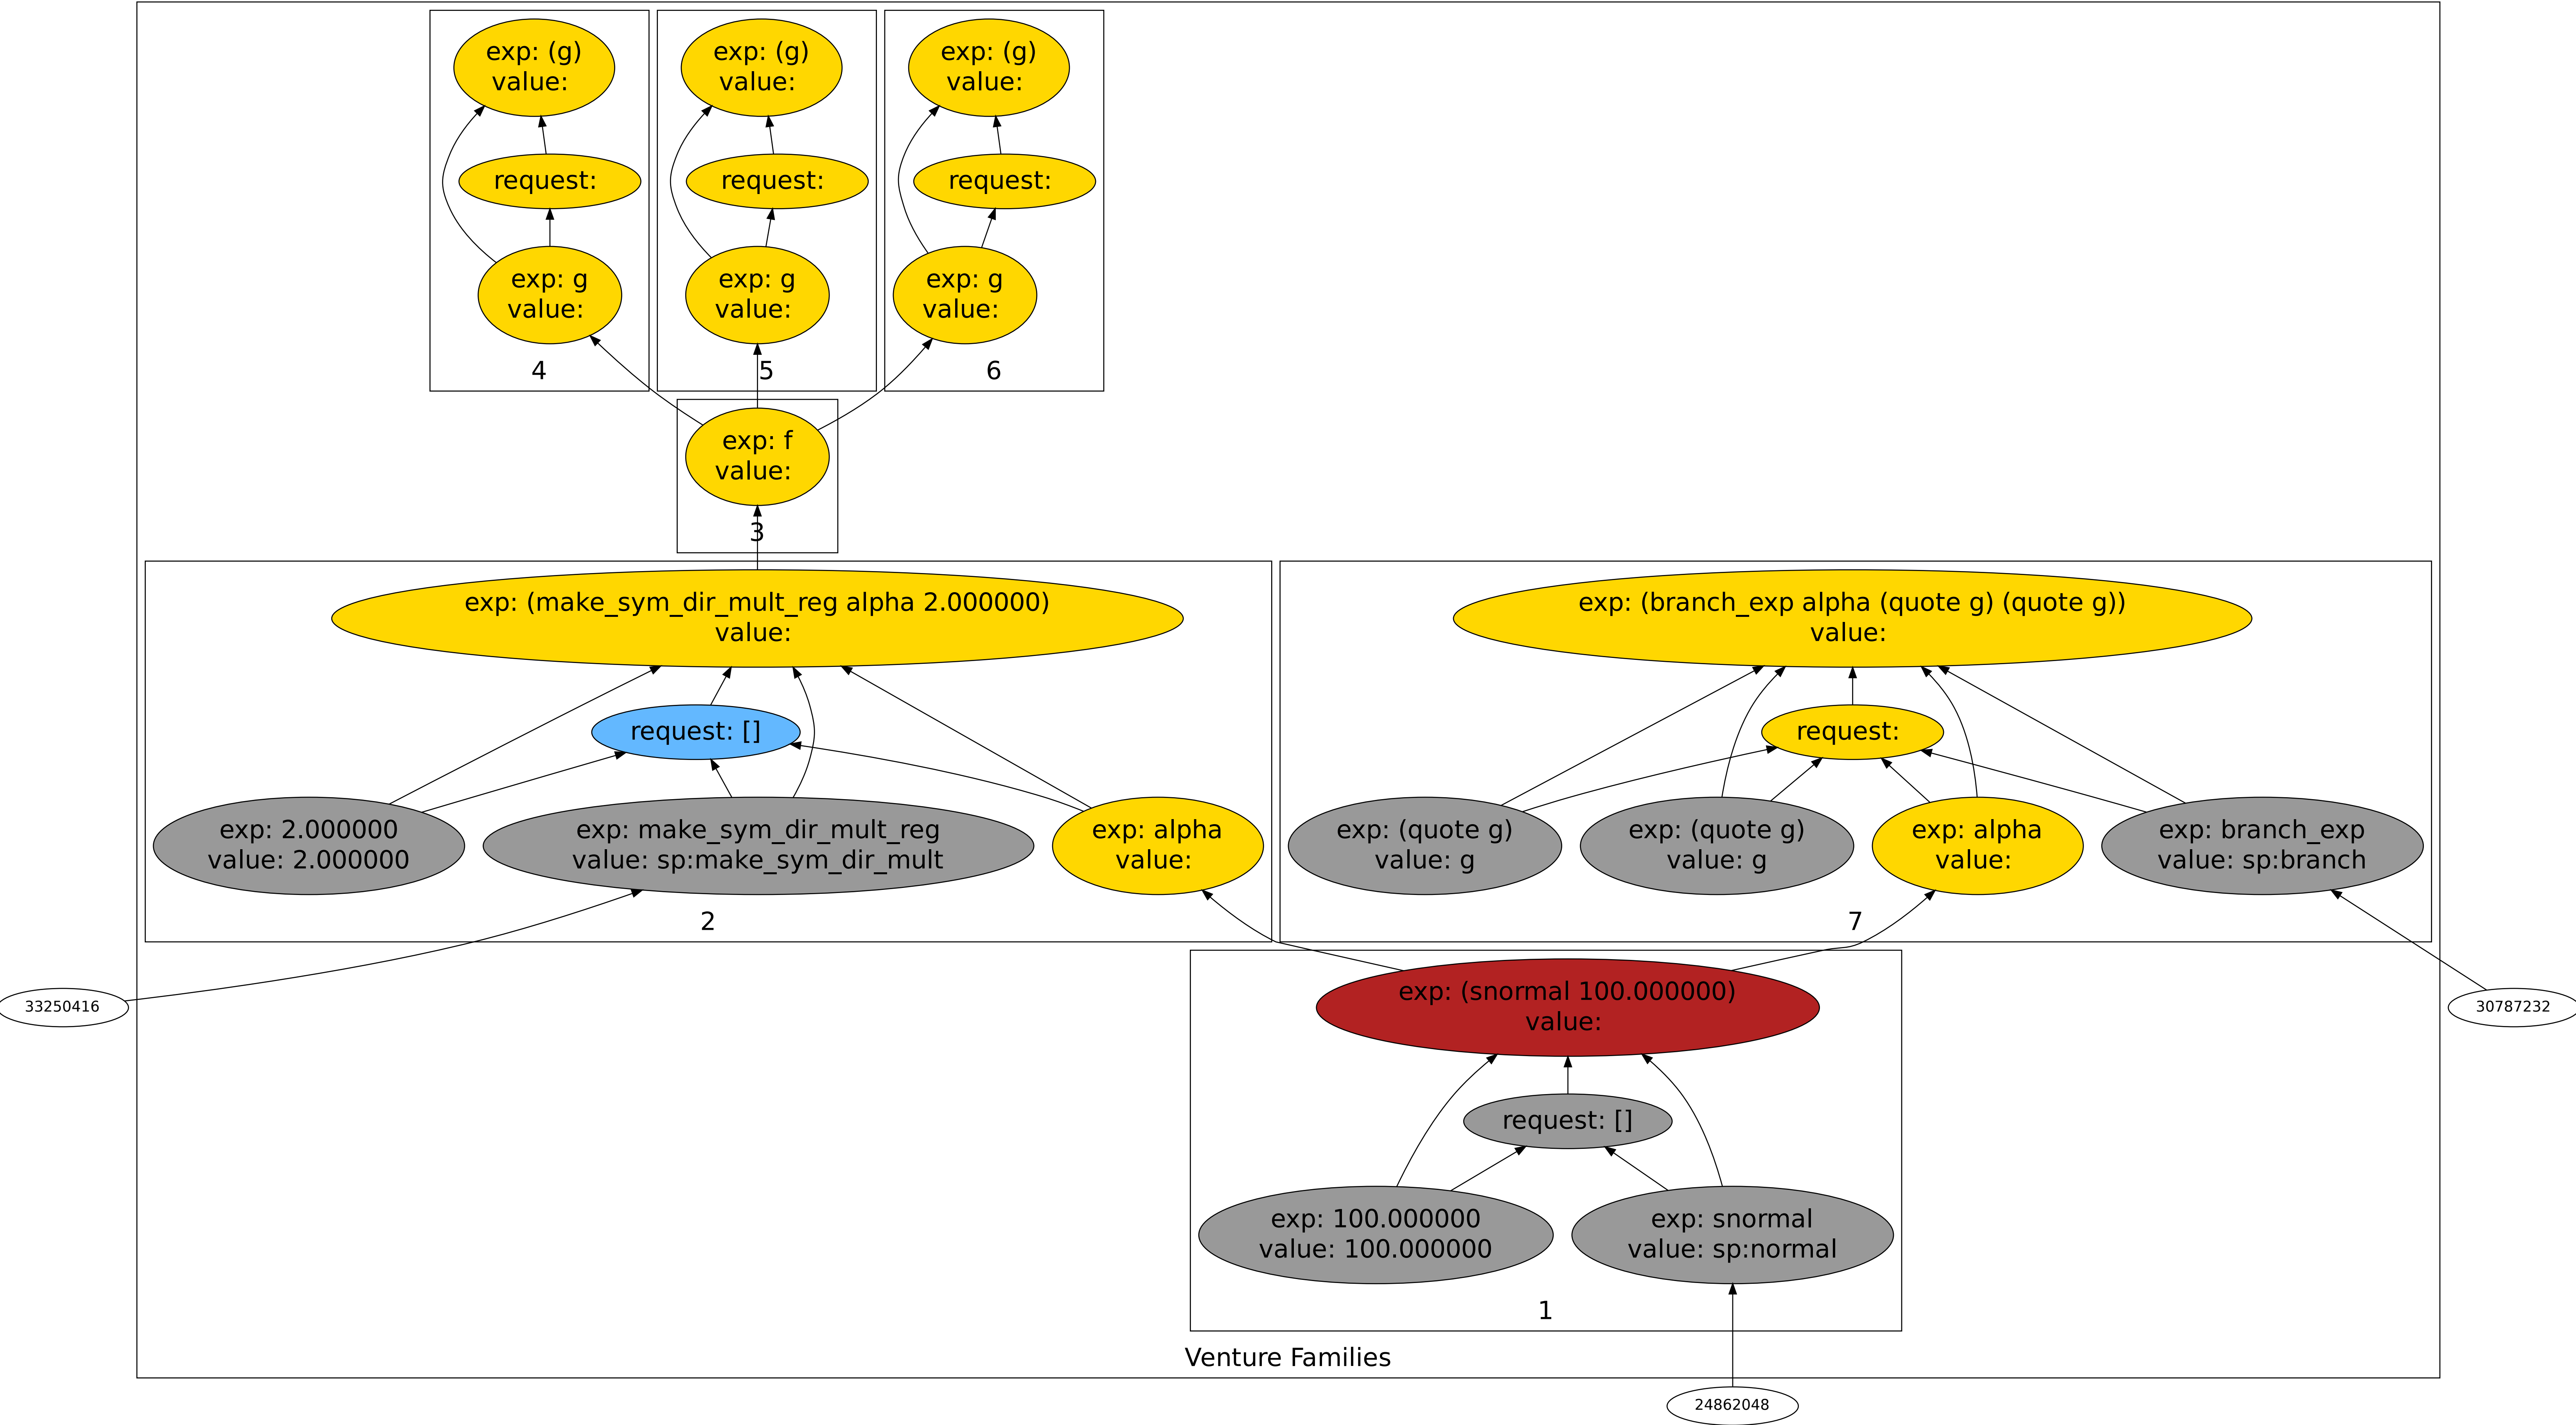 exp: (g)
value:
exp: (g)
value:
exp: (g)
value:
request:
request:
request:
exp: g
value:
exp: g
value:
exp: g
value:
4
5
6
exp: f
value:
3
exp: (make_sym_dir_mult_reg alpha 2.000000)
value:
exp: (branch_exp alpha (quote g) (quote g))
value:
request: []
request:
exp: 2.000000
value: 2.000000
exp: make_sym_dir_mult_reg
value: sp:make_sym_dir_mult
exp: alpha
value:
exp: (quote g)
value: g
exp: (quote g)
value: g
exp: alpha
value:
exp: branch_exp
value: sp:branch
2
7
33250416
exp: (snormal 100.000000)
value:
30787232
request: []
exp: 100.000000
value: 100.000000
exp: snormal
value: sp:normal
1
Venture Families
24862048